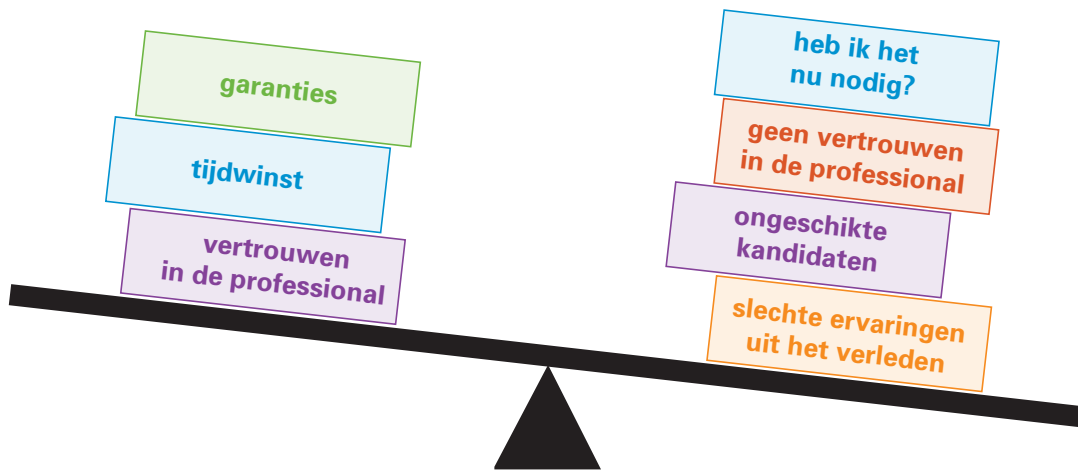 garanties
tijdwinst
vertrouwen
in de professional
heb ik het
nu nodig?
geen vertrouwen
in de professional
ongeschikte
kandidaten
slechte ervaringen
uit het verleden